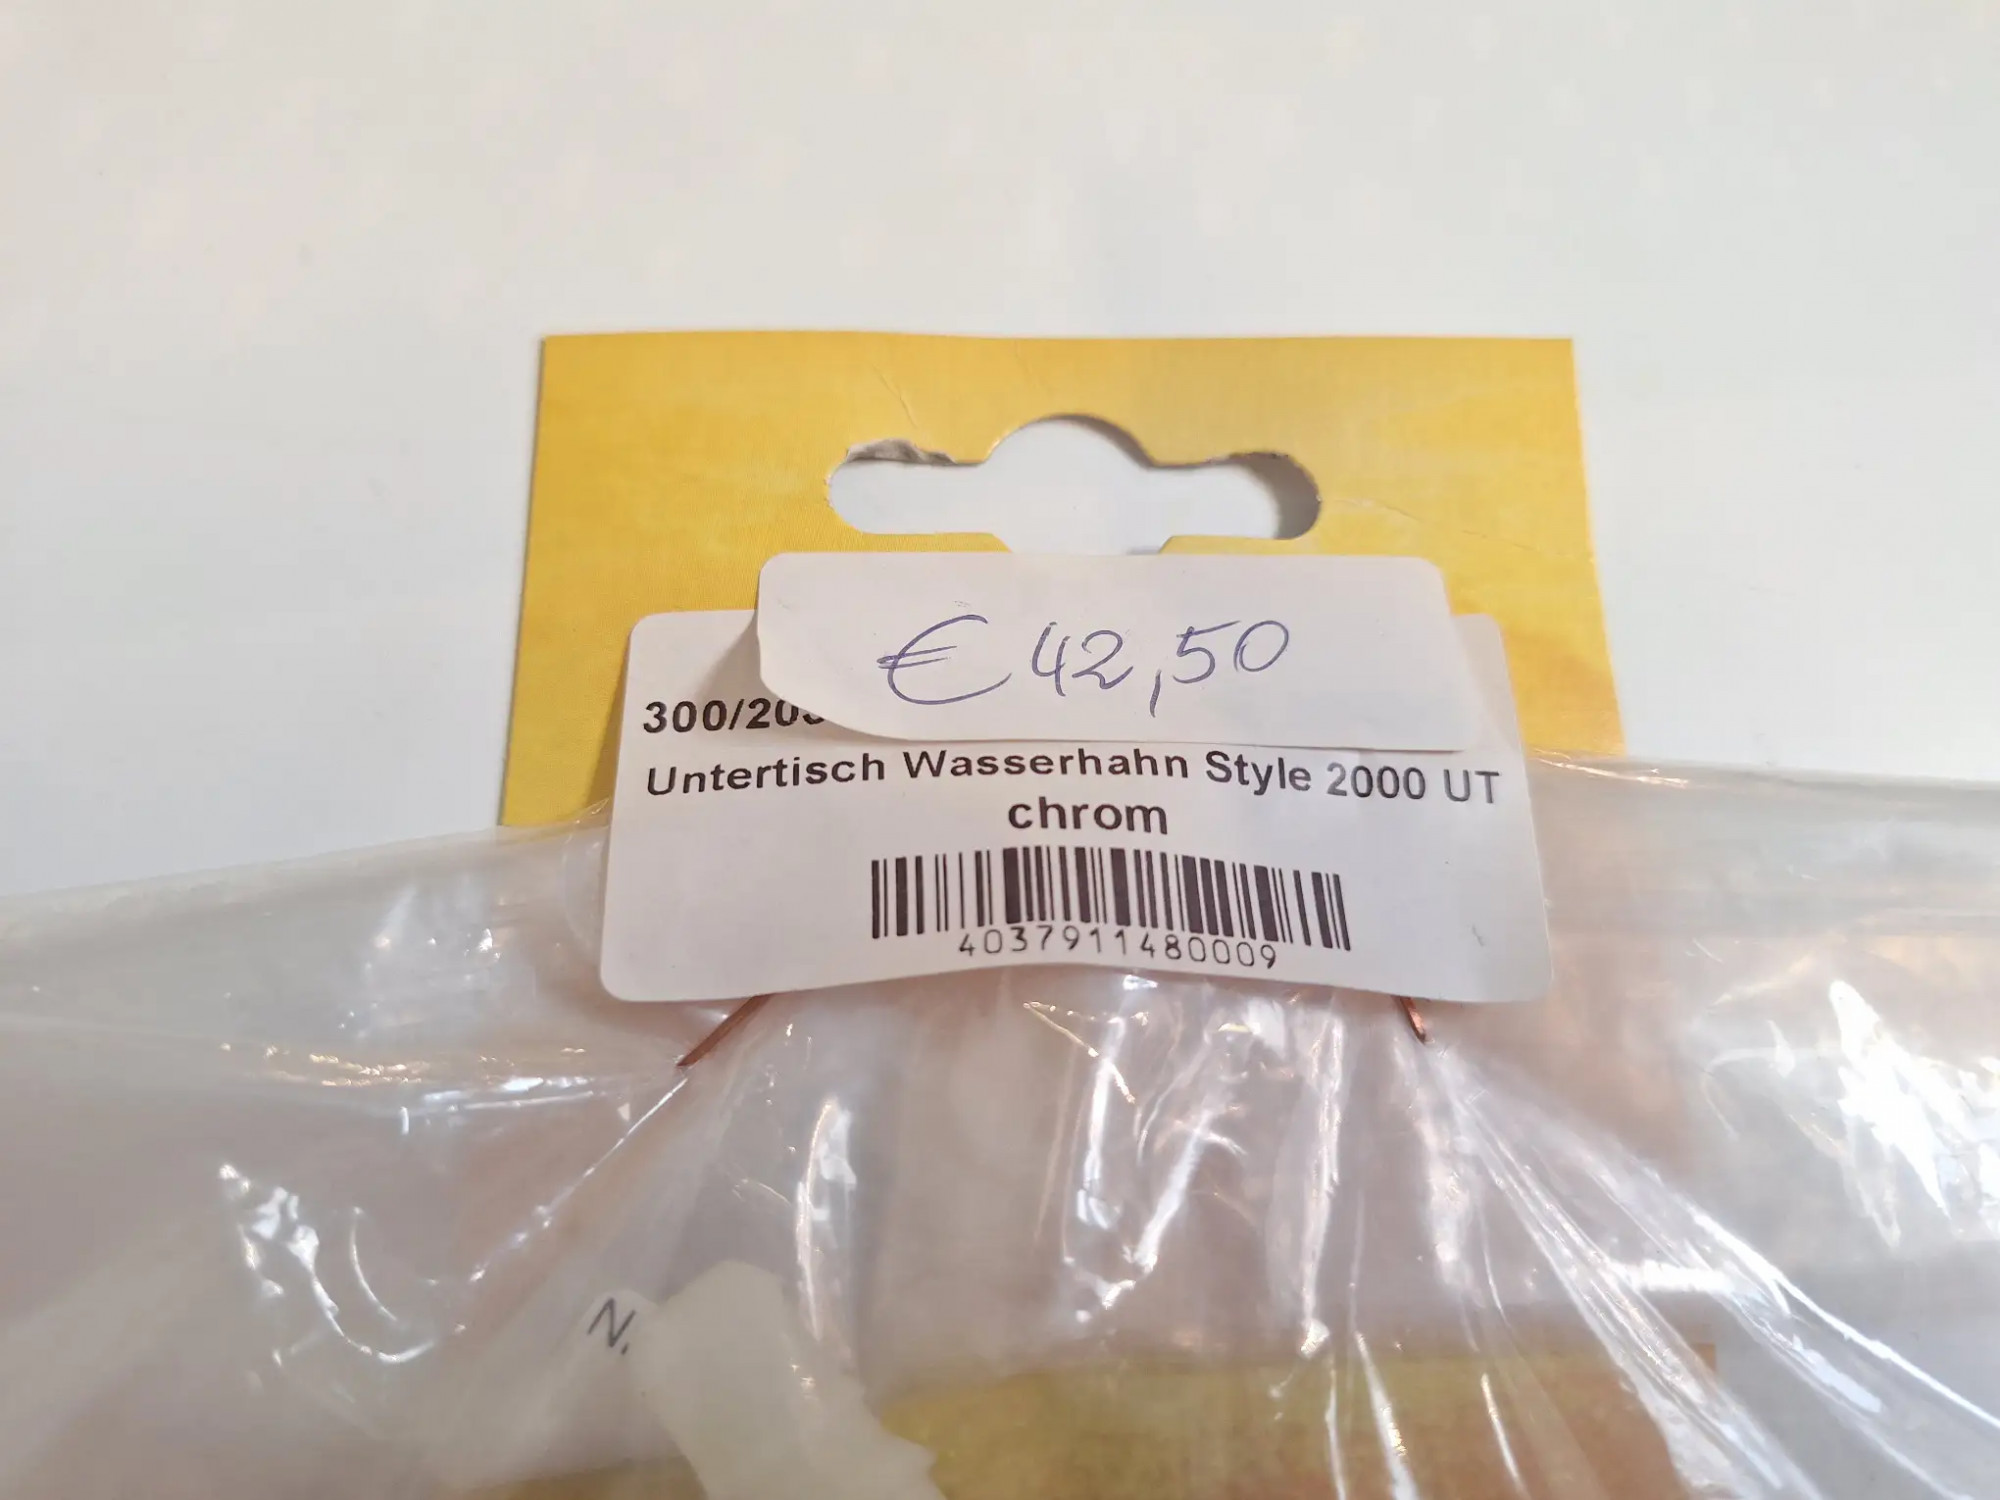 € 42,50
300/20
Untertisch Wasserhahn Style 2000 UT
chrom
4037911480009
N.